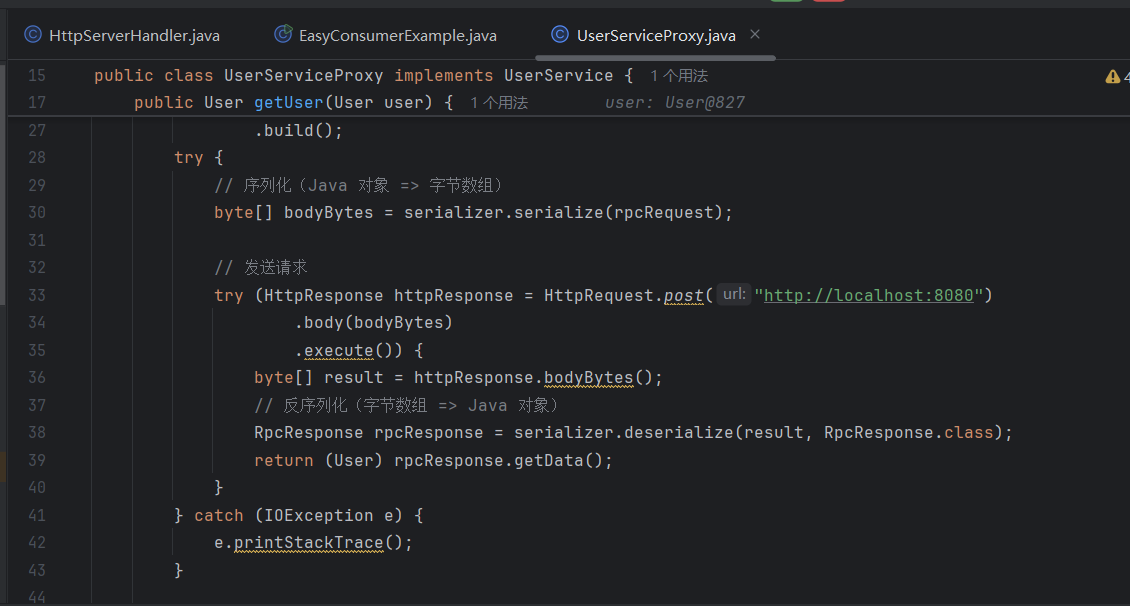 HttpServerHandler.java EasyConsumerExample.java UserServiceProxy.java
15 public class UserServiceProxy implements UserService { 1 个用法 4
17 public User getUser(User user) { 1 个用法 user: User@827
27 .build();
28 try {
29 // 序列化（Java 对象 => 字节数组）
30 byte[] bodyBytes = serializer.serialize(rpcRequest);
31
32 // 发送请求
33 try (HttpResponse httpResponse = HttpRequest.post( url: "http://localhost:8080")
34 .body(bodyBytes)
35 .execute()) {
36 byte[] result = httpResponse.bodyBytes();
37 // 反序列化（字节数组 => Java 对象）
38 RpcResponse rpcResponse = serializer.deserialize(result, RpcResponse.class);
39 return (User) rpcResponse.getData();
40 }
41 } catch (IOException e) {
42 e.printStackTrace();
43 }
44